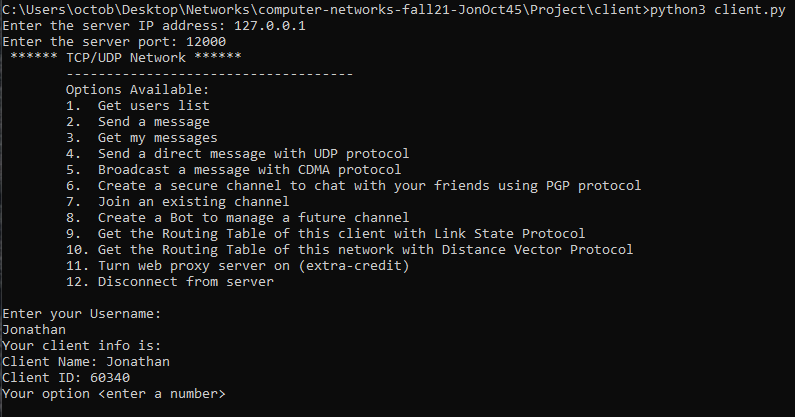 C:\Users\octob\Desktop\Networks\computer-networks-fall21-JonOct45\Project\client>python3 client.py
Enter the server IP address: 127.0.0.1
Enter the server port: 12000
****** TCP/UDP Network ******
------------------------------------
Options Available:
1. Get users list
2. Send a message
3. Get my messages
4. Send a direct message with UDP protocol
5. Broadcast a message with CDMA protocol
6. Create a secure channel to chat with your friends using PGP protocol
7. Join an existing channel
8. Create a Bot to manage a future channel
9. Get the Routing Table of this client with Link State Protocol
10. Get the Routing Table of this network with Distance Vector Protocol
11. Turn web proxy server on (extra-credit)
12. Disconnect from server
Enter your Username:
Jonathan
Your client info is:
Client Name: Jonathan
Client ID: 60340
Your option <enter a number>